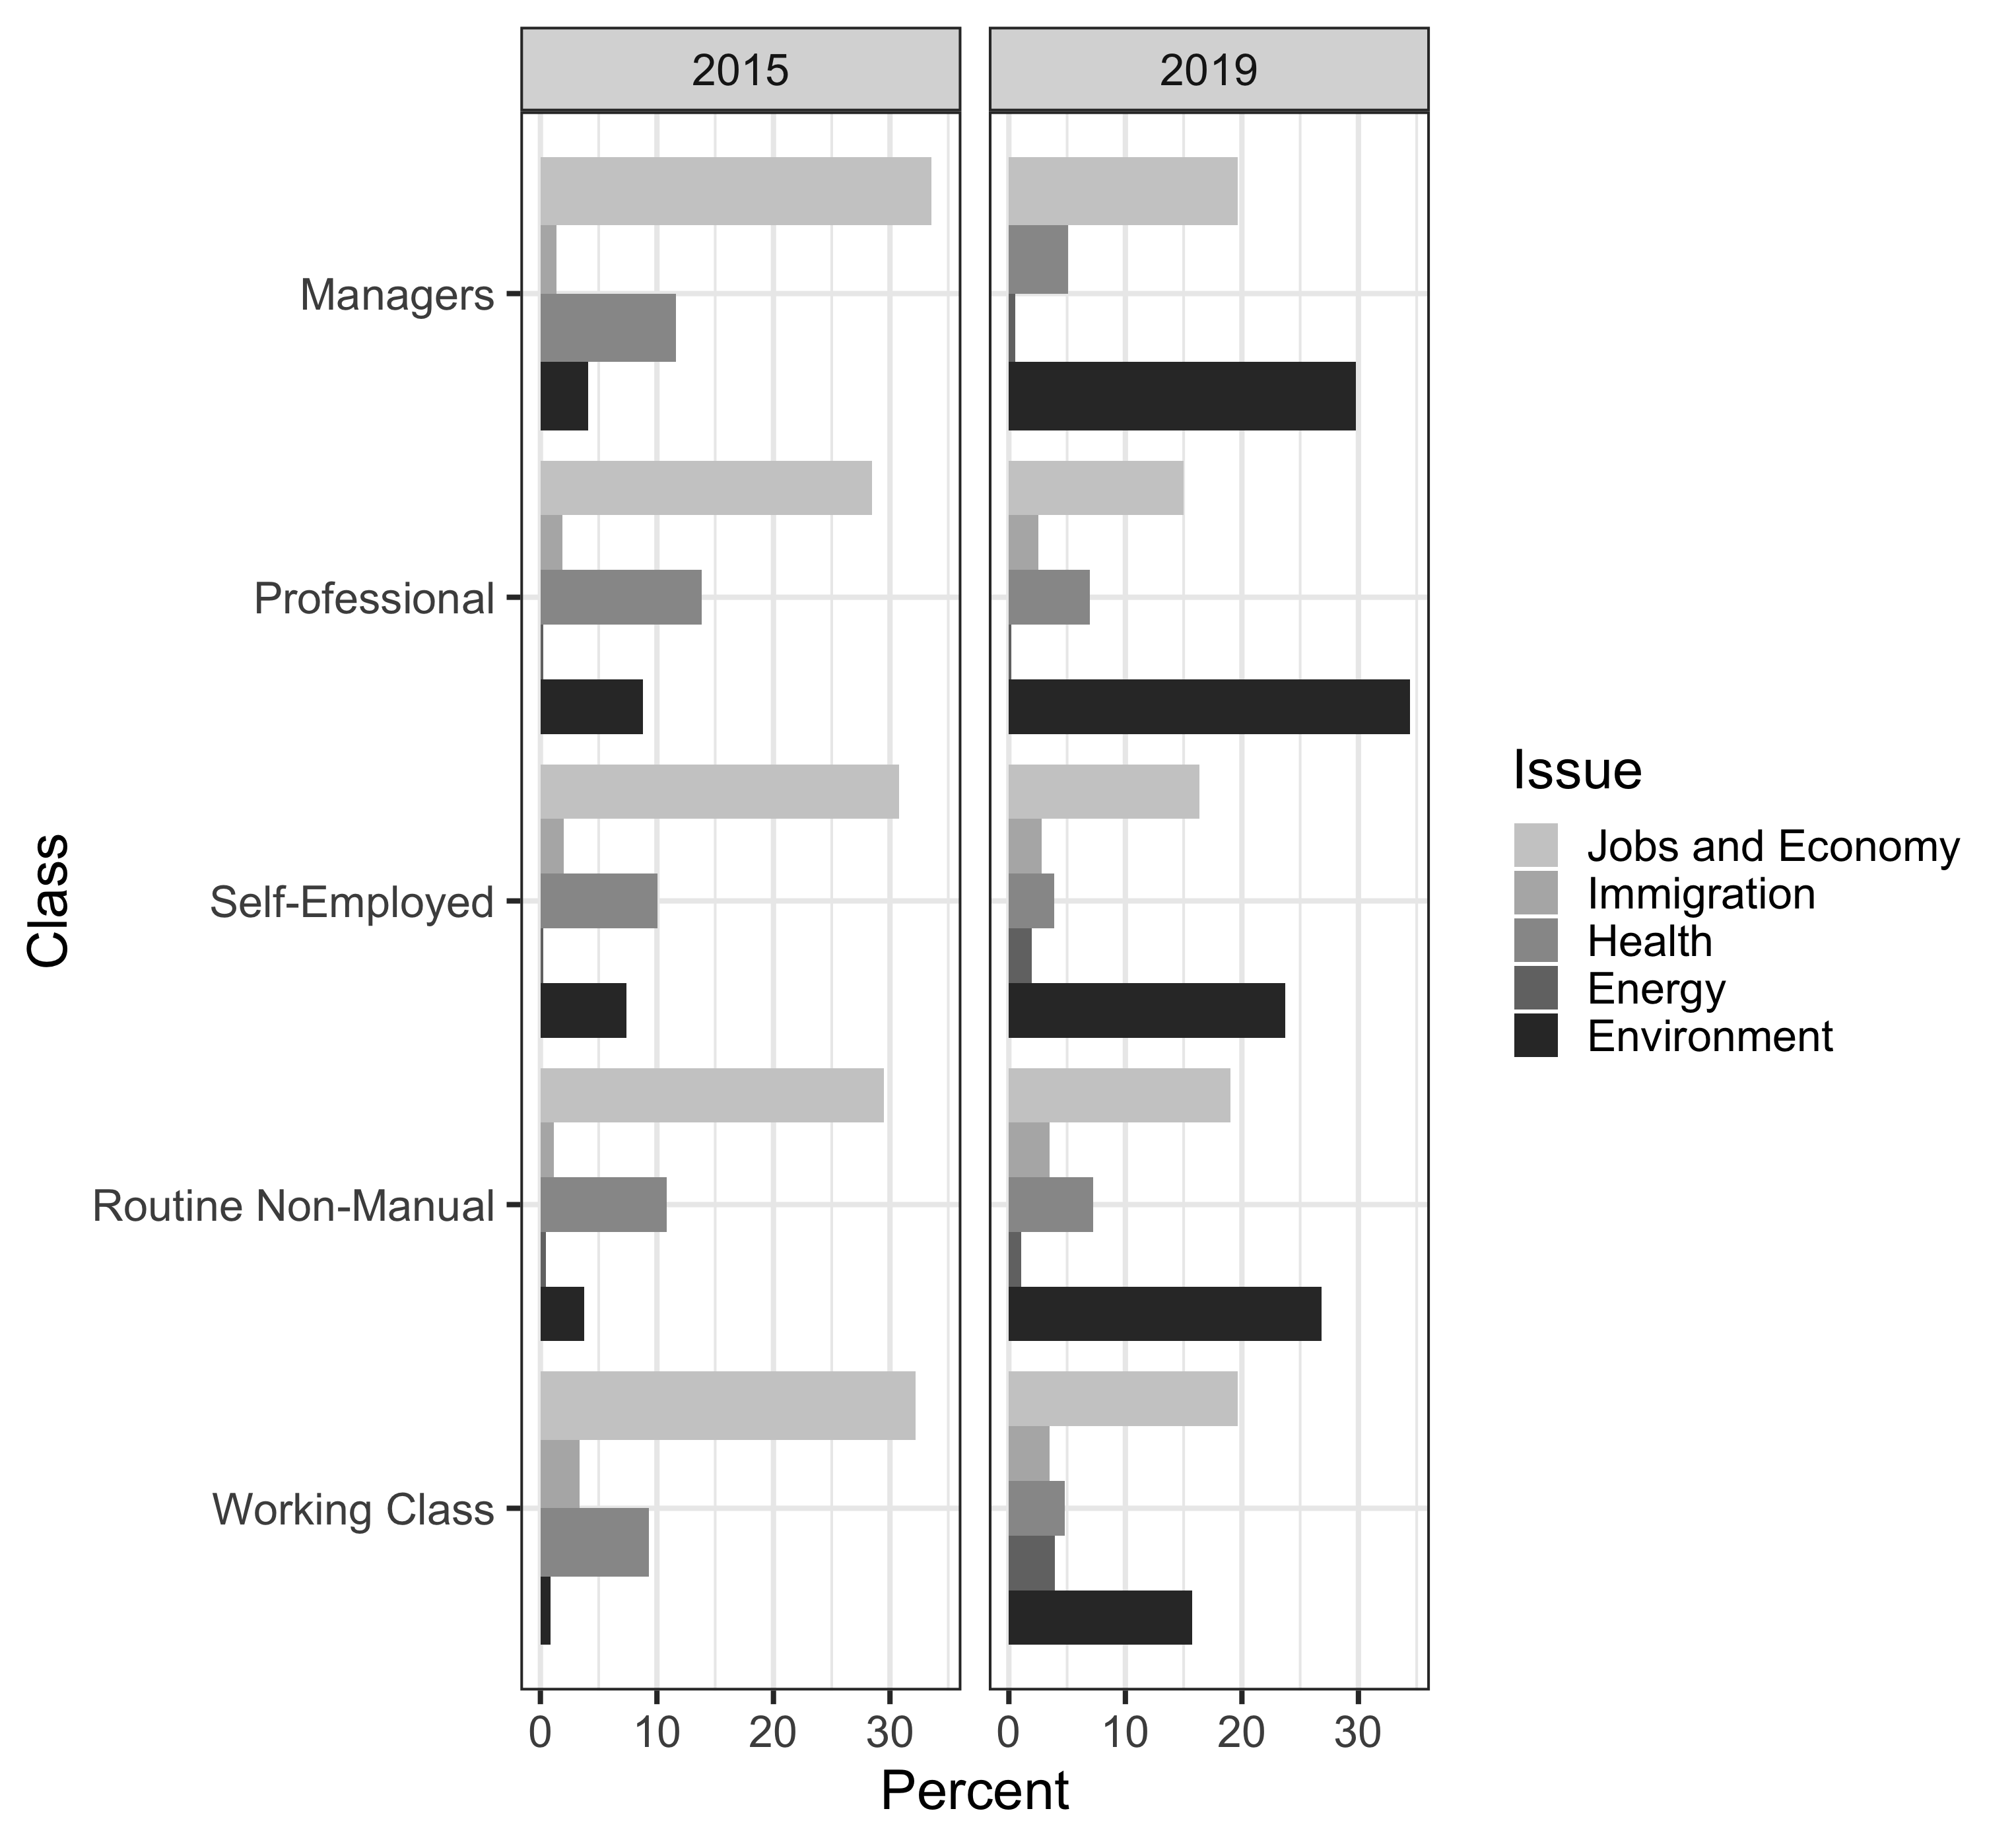 2015
2019
Managers
Professional
Self-Employed
Routine Non-Manual
Working Class
Class
0 10 20 30
0 10 20 30
Percent
Issue
Jobs and Economy
Immigration
Health
Energy
Environment